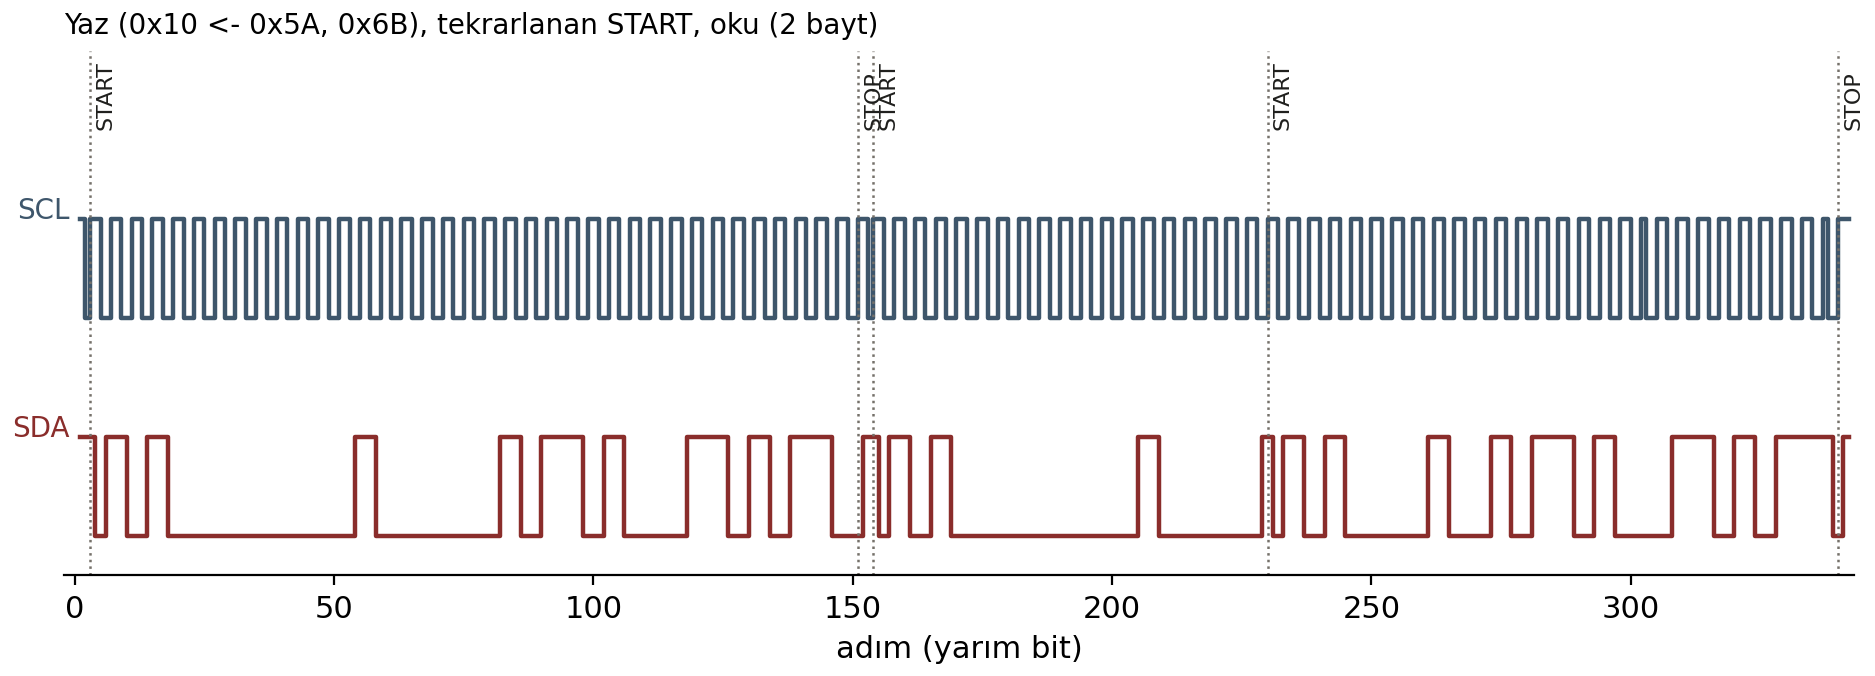 Yaz (0x10 <- 0x5A, 0x6B), tekrarlanan START, oku (2 bayt)
START
STOP
START
START
STOP
SCL
SDA
0 50 100 150 200 250 300
adım (yarım bit)